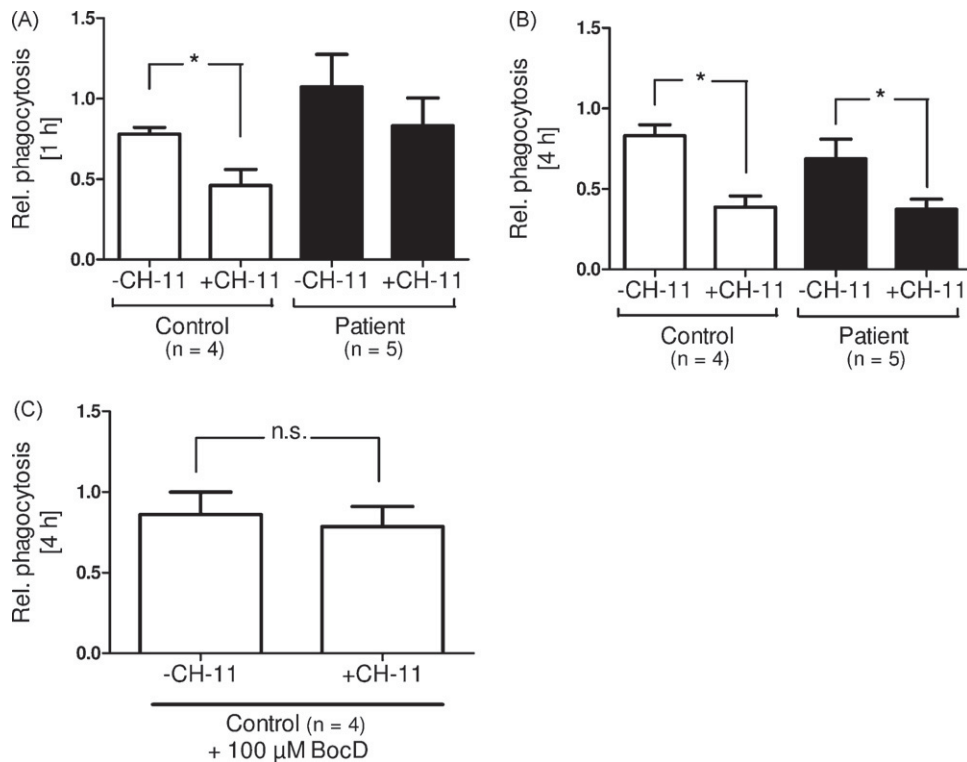 (A)
Rel. phagocytosis
[1 h]
1.5
1.0
0.5
0.0
*
-CH-11 +CH-11 -CH-11 +CH-11
Control Patient
(n = 4) (n = 5)
(B)
Rel. phagocytosis
[4 h]
1.5
1.0
0.5
0.0
* *
-CH-11 +CH-11 -CH-11 +CH-11
Control Patient
(n = 4) (n = 5)
(C)
Rel. phagocytosis
[4 h]
1.5
1.0
0.5
0.0
n.s.
-CH-11 +CH-11
Control (n = 4)
+ 100 µM BocD